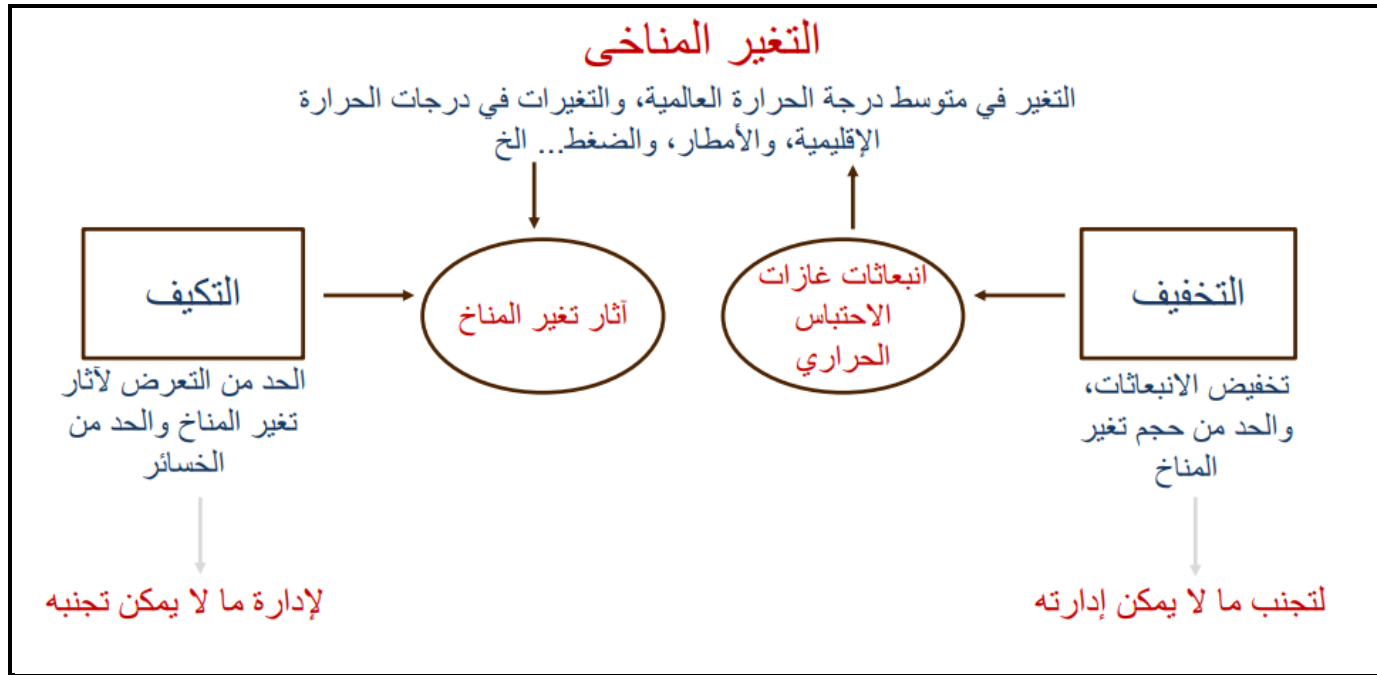 التغير المناخى
التغير في متوسط درجة الحرارة العالمية، والتغيرات في درجات الحرارة
الإقليمية، والأمطار، والضغط... الخ
التخفيف
انبعاثات غازات
الاحتباس
الحراري
آثار تغير المناخ
التكيف
تخفيض الانبعاثات،
والحد من حجم تغير
المناخ
الحد من التعرض لآثار
تغير المناخ والحد من
الخسائر
لتجنب ما لا يمكن إدارته
لإدارة ما لا يمكن تجنبه